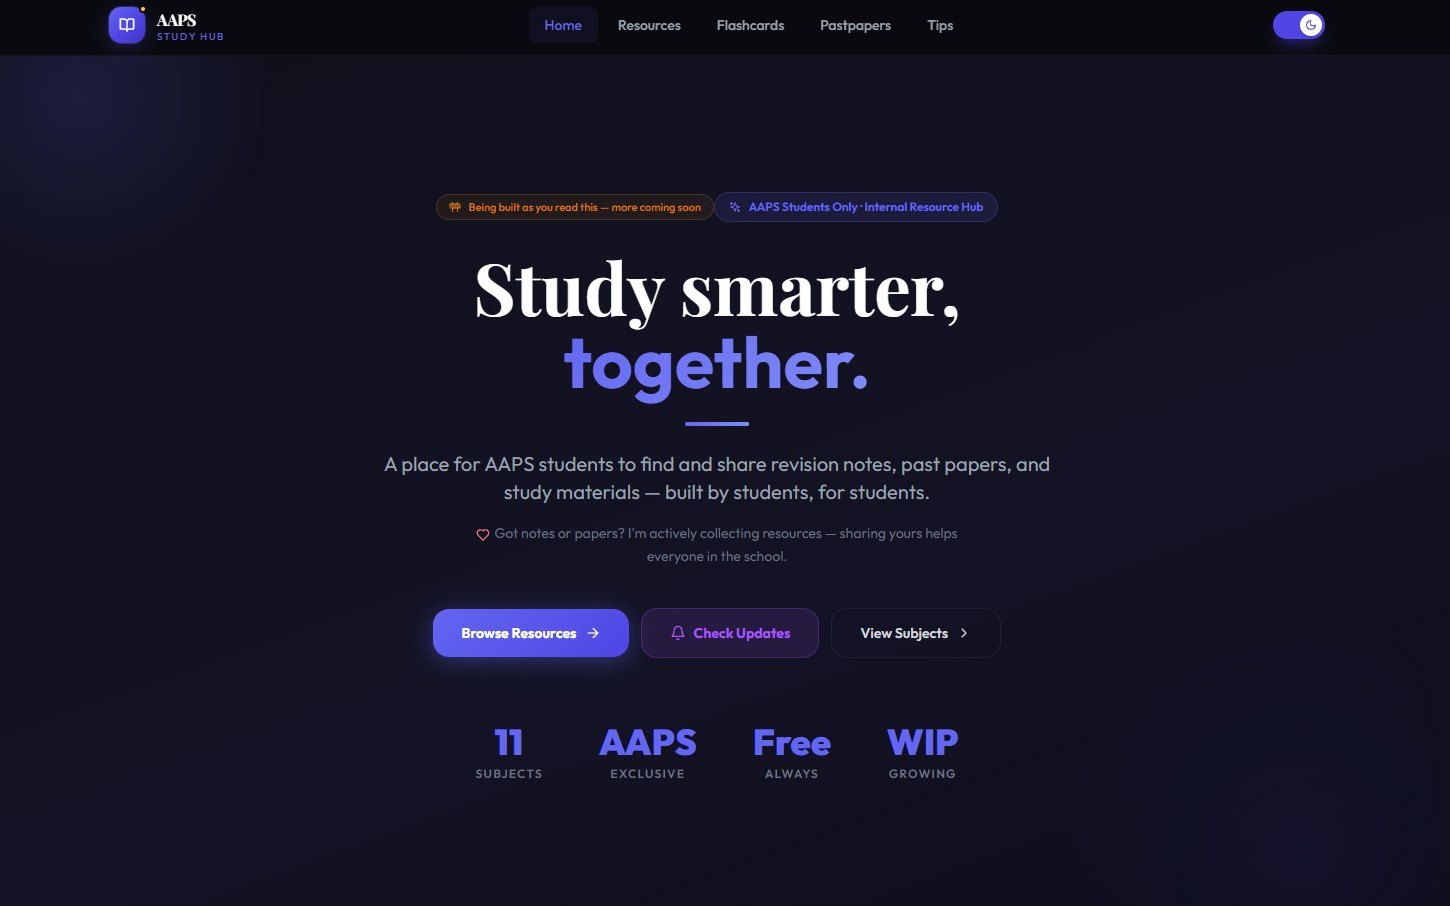 AAPS
STUDY HUB
Home
Resources
Flashcards
Pastpapers
Tips
Being built as you read this — more coming soon
AAPS Students Only · Internal Resource Hub
Study smarter,
together.
A place for AAPS students to find and share revision notes, past papers, and
study materials — built by students, for students.
Got notes or papers? I'm actively collecting resources — sharing yours helps
everyone in the school.
Browse Resources
Check Updates
View Subjects
11
SUBJECTS
AAPS
EXCLUSIVE
Free
ALWAYS
WIP
GROWING